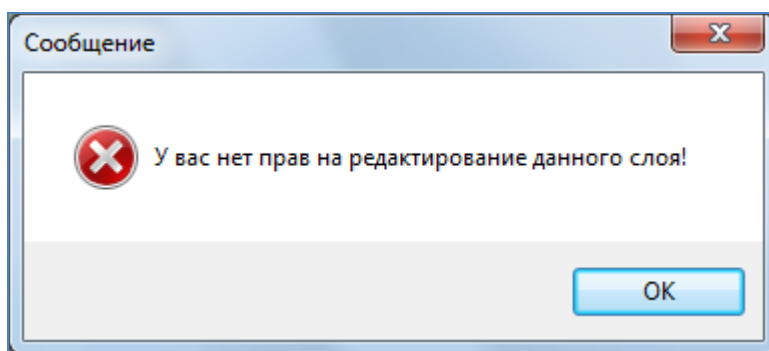 Сообщение
У вас нет прав на редактирование данного слоя!
OK